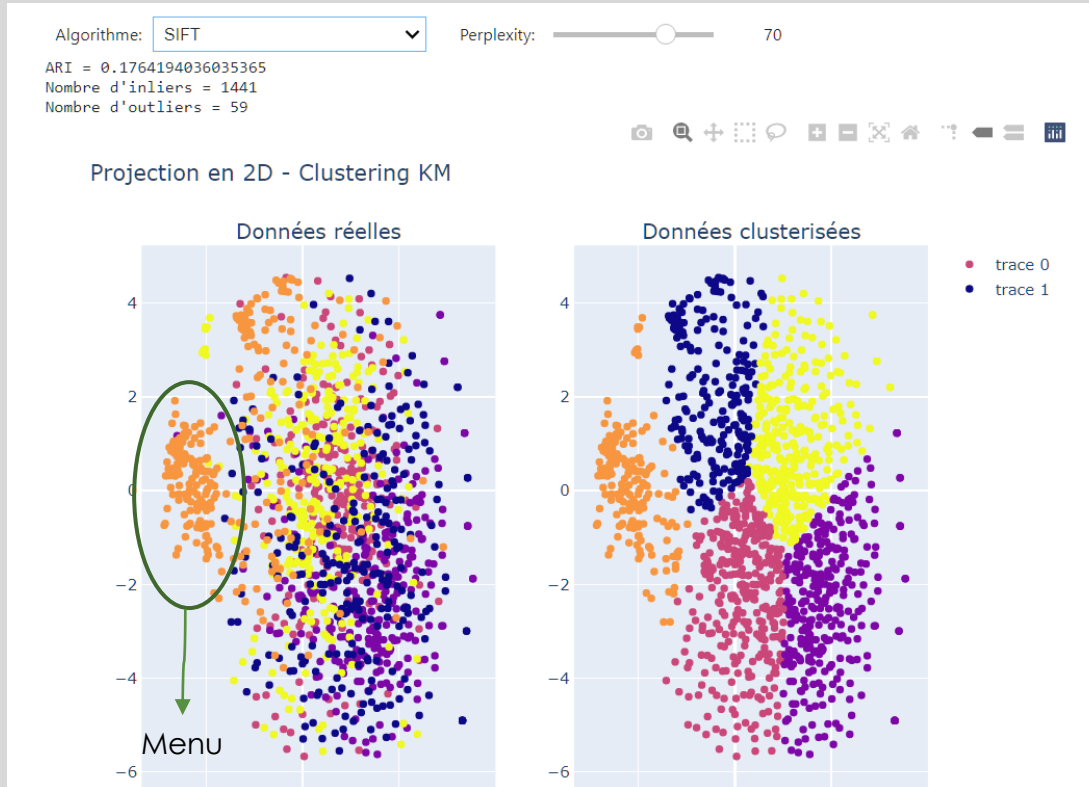 Algorithme: SIFT Perplexity: 70
ARI = 0.1764194036035365
Nombre d'inliers = 1441
Nombre d'outliers = 59
Projection en 2D - Clustering KM
Données réelles
Données clusterisées
trace 0
trace 1
4
2
0
−2
−4
−6
4
2
0
−2
−4
−6
Menu